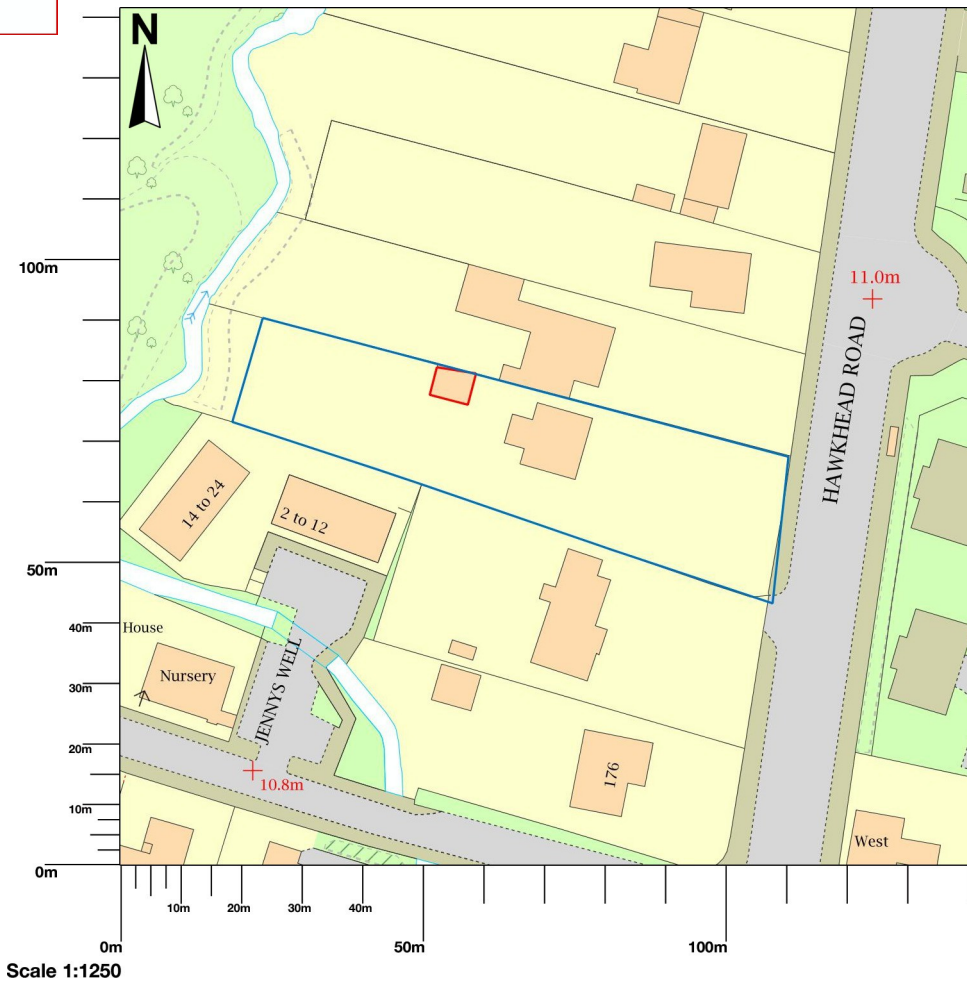 N
100m
11.0m
HAWKHEAD ROAD
14 to 24
2 to 12
50m
40m
House
Nursery
JENNYS WELL
30m
20m
176
10.8m
10m
West
0m
10m
20m
30m
40m
0m
50m
100m
Scale 1:1250